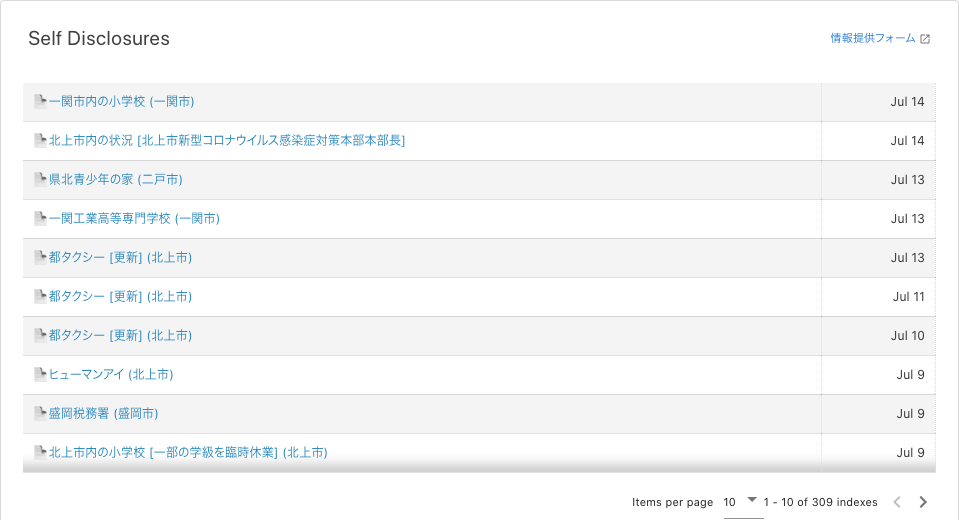 Self Disclosures
情報提供フォーム
一関市内の小学校 (一関市) Jul 14
北上市内の状況 [北上市新型コロナウイルス感染症対策本部本部長] Jul 14
県北青少年の家 (二戸市) Jul 13
一関工業高等専門学校 (一関市) Jul 13
都タクシー [更新] (北上市) Jul 13
都タクシー [更新] (北上市) Jul 11
都タクシー [更新] (北上市) Jul 10
ヒューマンアイ (北上市) Jul 9
盛岡税務署 (盛岡市) Jul 9
北上市内の小学校 [一部の学級を臨時休業] (北上市) Jul 9
Items per page 10 1 - 10 of 309 indexes